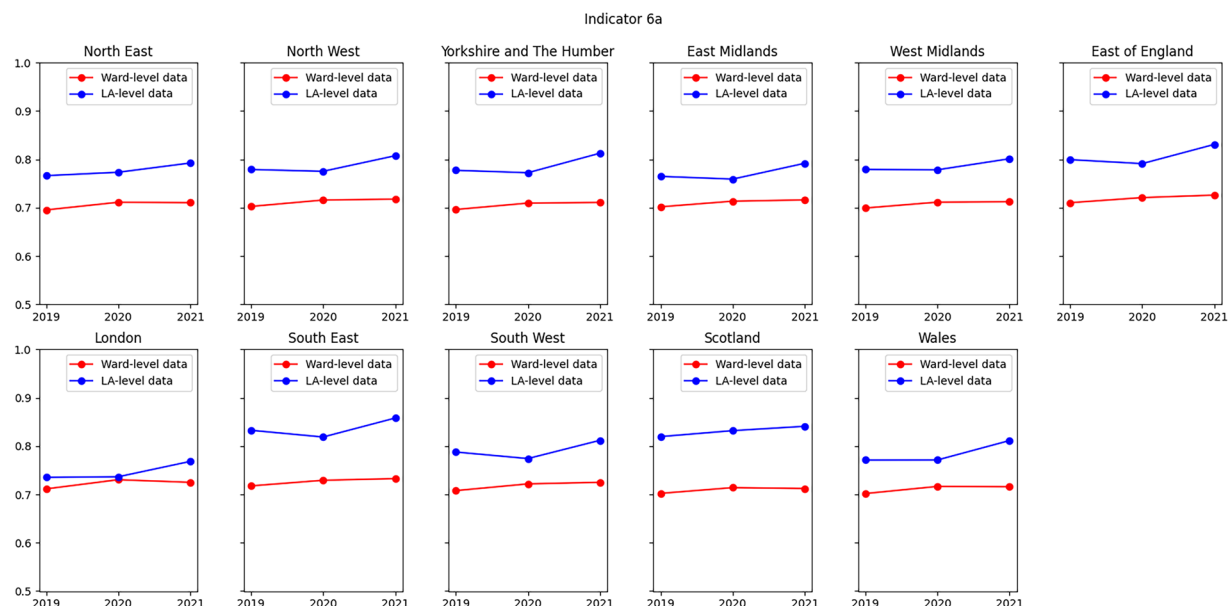 Indicator 6a
North East
North West
Yorkshire and The Humber
East Midlands
West Midlands
East of England
1.0
0.9
0.8
0.7
0.6
0.5
Ward-level data
LA-level data
Ward-level data
LA-level data
Ward-level data
LA-level data
Ward-level data
LA-level data
Ward-level data
LA-level data
Ward-level data
LA-level data
2019 2020 2021
2019 2020 2021
2019 2020 2021
2019 2020 2021
2019 2020 2021
2019 2020 2021
London
South East
South West
Scotland
Wales
1.0
0.9
0.8
0.7
0.6
0.5
Ward-level data
LA-level data
Ward-level data
LA-level data
Ward-level data
LA-level data
Ward-level data
LA-level data
Ward-level data
LA-level data
2019 2020 2021
2019 2020 2021
2019 2020 2021
2019 2020 2021
2019 2020 2021